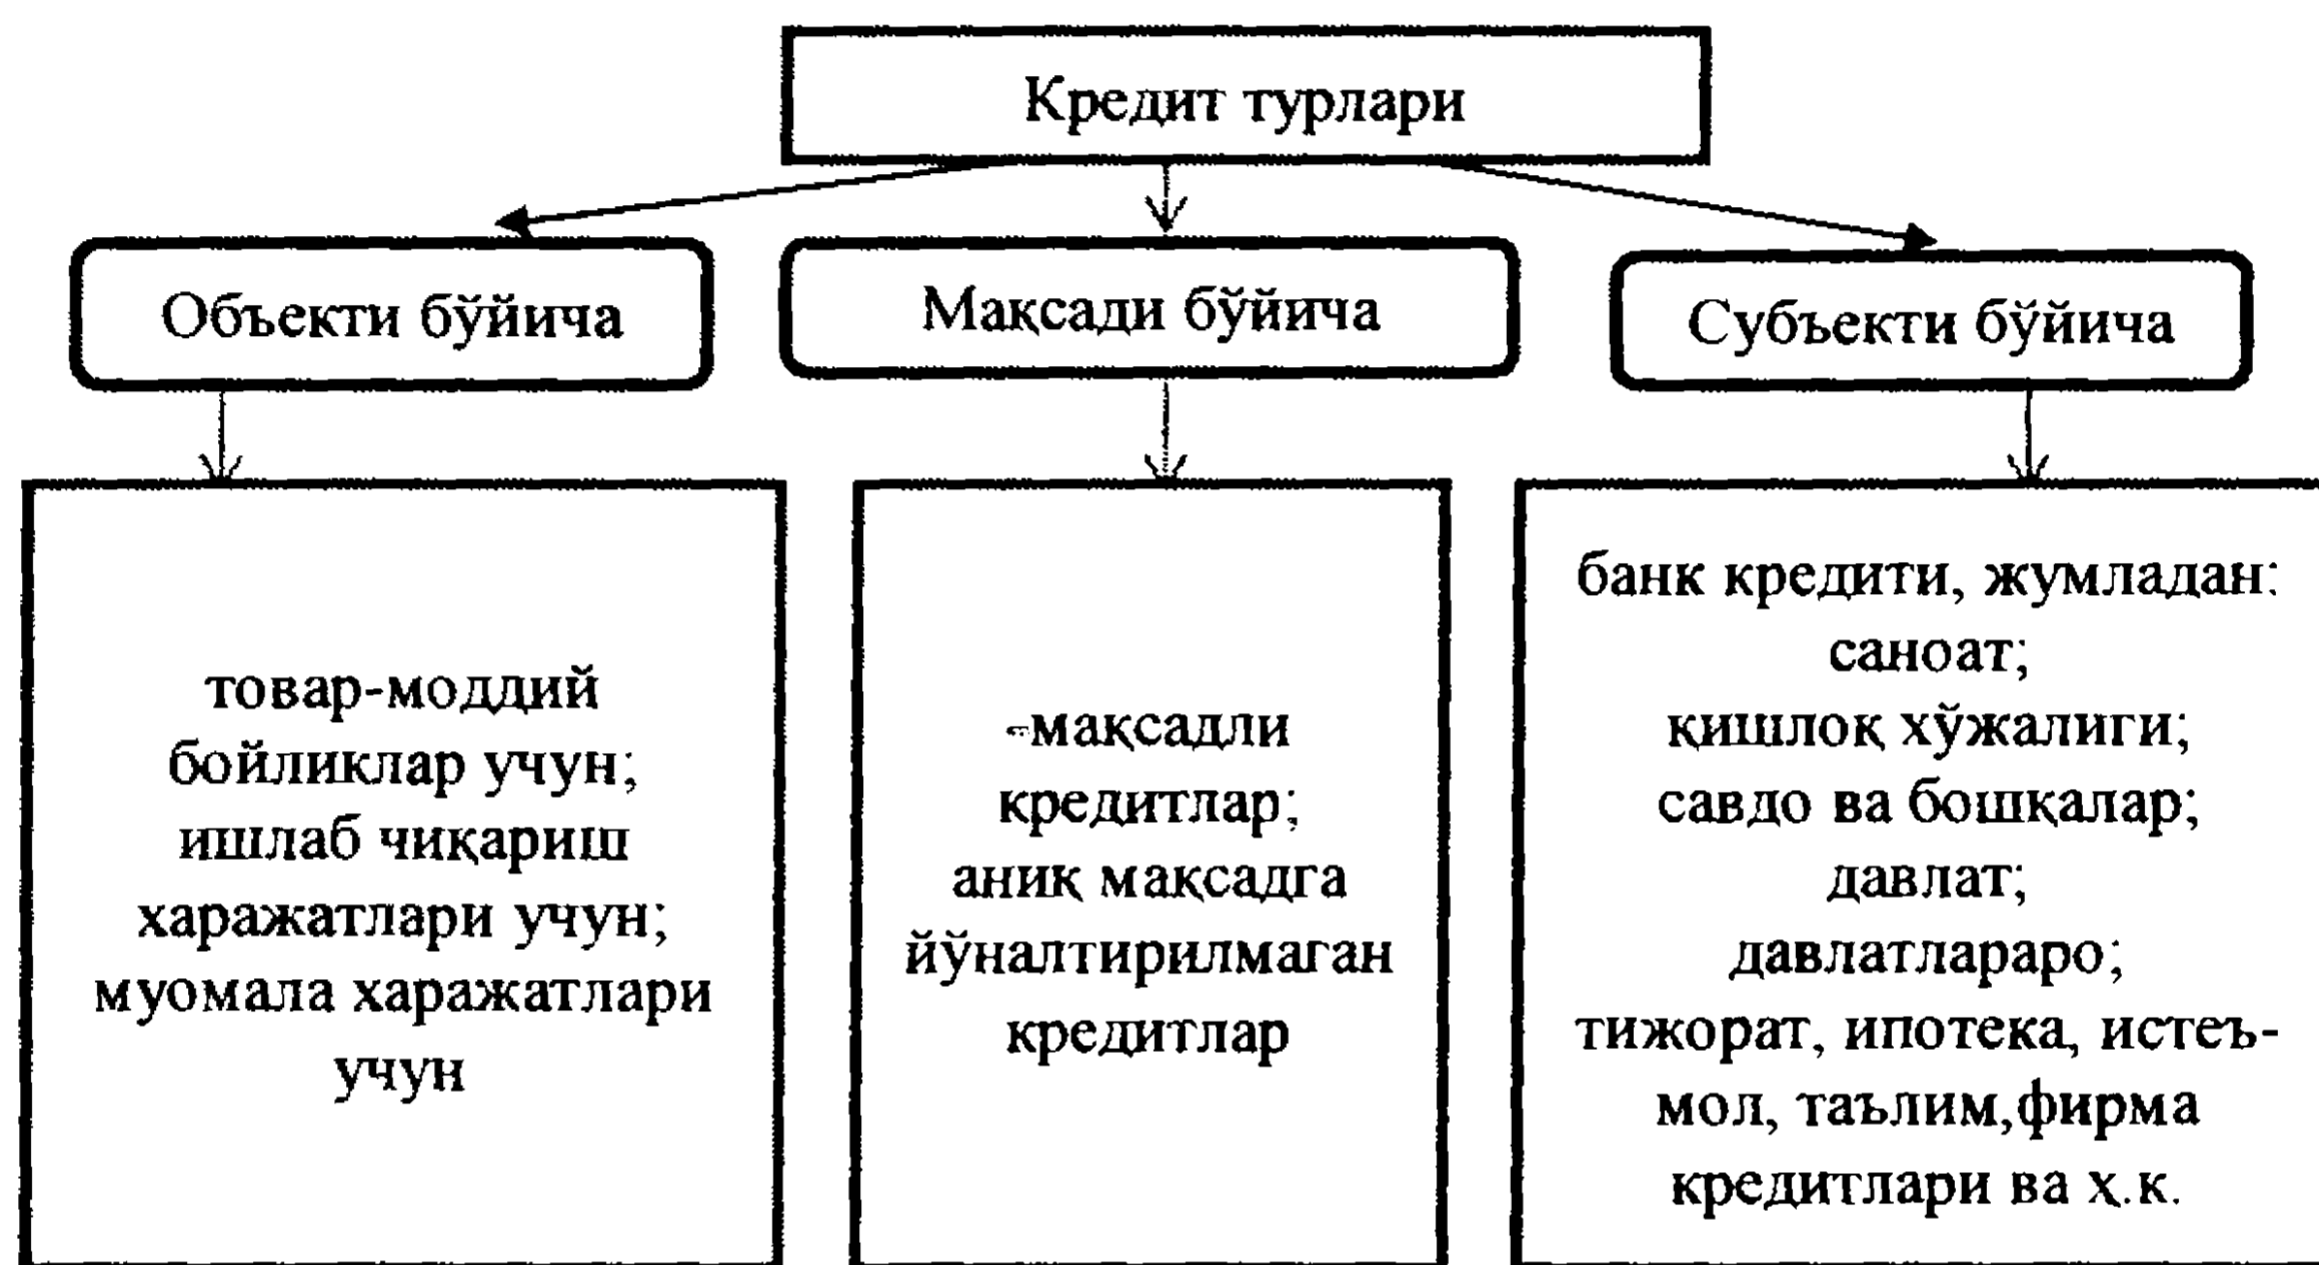 Кредит турлари
Объекти бўйича
Мақсади бўйича
Субъекти бўйича
товар-моддий
бойликлар учун;
ишлаб чиқариш
харажатлари учун;
муомала харажатлари
учун
-мақсадли
кредитлар;
аниқ мақсадга
йўналтирилмаган
кредитлар
банк кредити, жумладан:
саноат;
қишлоқ хўжалиги;
савдо ва бошқалар;
давлат;
давлатлараро;
тижорат, ипотека, истеъ-
мол, таълим,фирма
кредитлари ва ҳ.к.